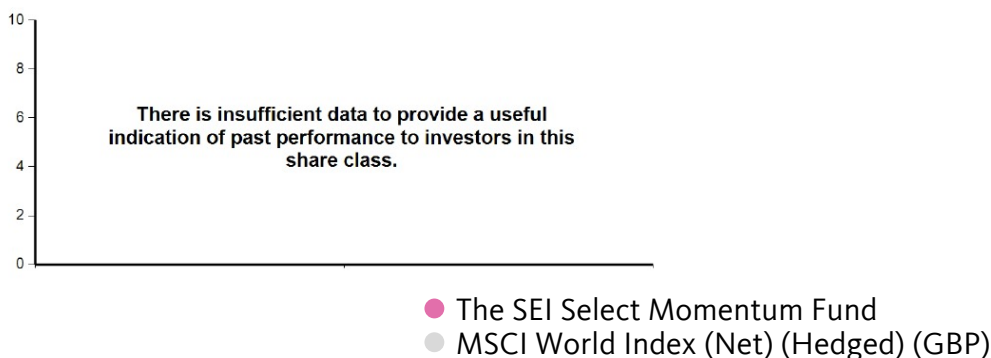 10
8
6
4
2
0
There is insufficient data to provide a useful
indication of past performance to investors in this
share class.
The SEI Select Momentum Fund
MSCI World Index (Net) (Hedged) (GBP)